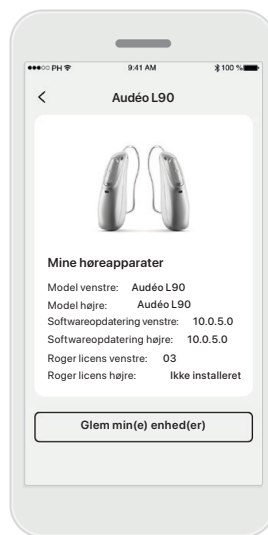 ●●●○○ PH 9:41 AM 100 %
Audéo L90
Mine høreapparater
Model venstre: Audéo L90
Model højre: Audéo L90
Softwareopdatering venstre: 10.0.5.0
Softwareopdatering højre: 10.0.5.0
Roger licens venstre: 03
Roger licens højre: Ikke installeret
Glem min(e) enhed(er)